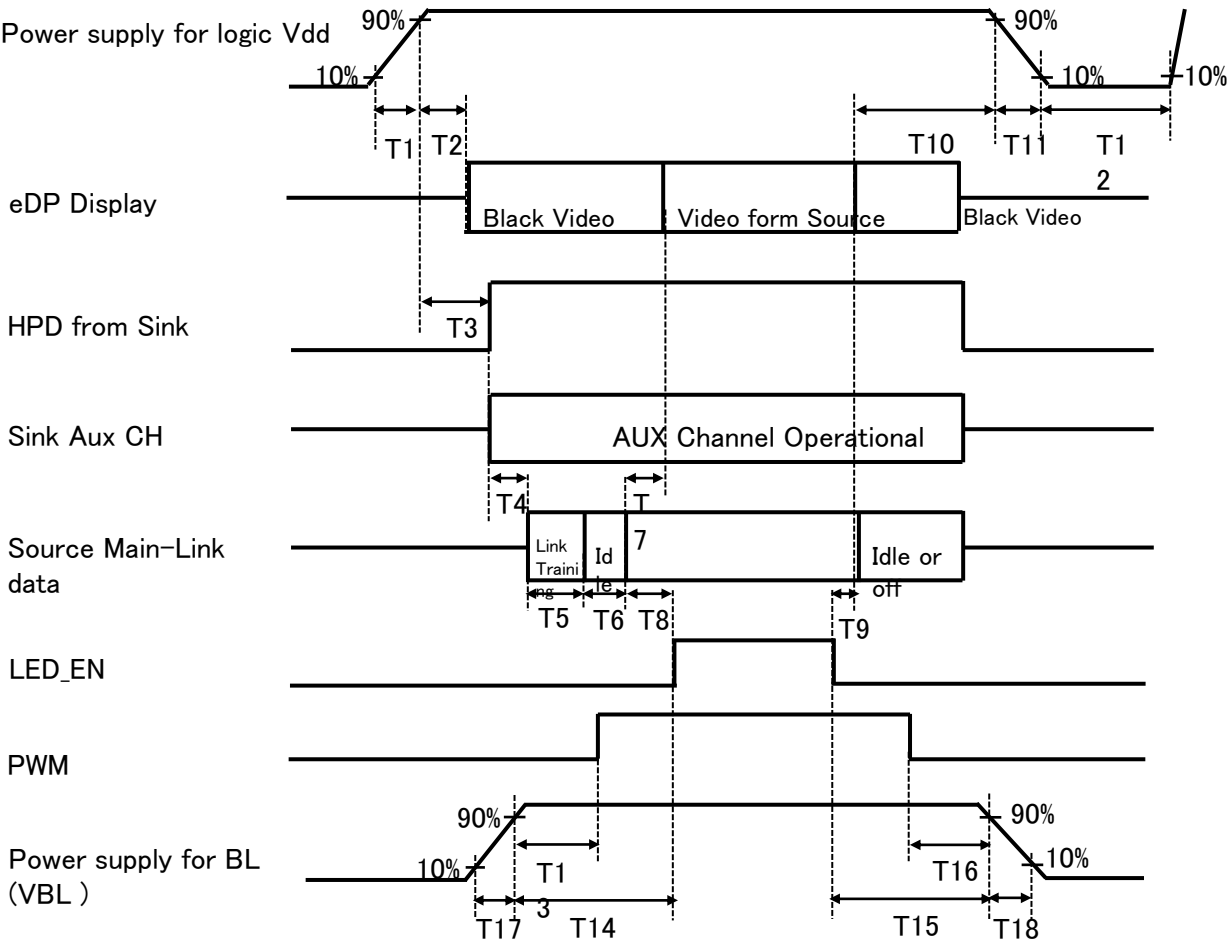 90%
90%
Power supply for logic Vdd
10%
10%
10%
T1
T2
T10
T11
T1
2
eDP Display
Black Video
Video form Source
Black Video
HPD from Sink
T3
Sink Aux CH
AUX Channel Operational
T4
T
7
Source Main-Link
data
Link
Traini
ng
Id
le
Idle or
off
T5
T6
T8
T9
LED_EN
PWM
90%
90%
Power supply for BL
(VBL )
10%
10%
T1
3
T16
T17
T14
T15
T18